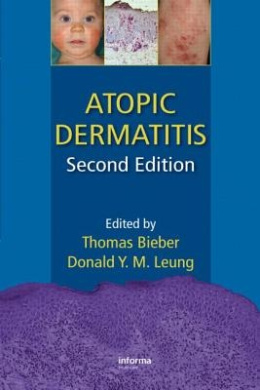 ATOPIC
DERMATITIS
Second Edition
Edited by
Thomas Bieber
Donald Y. M. Leung
informa